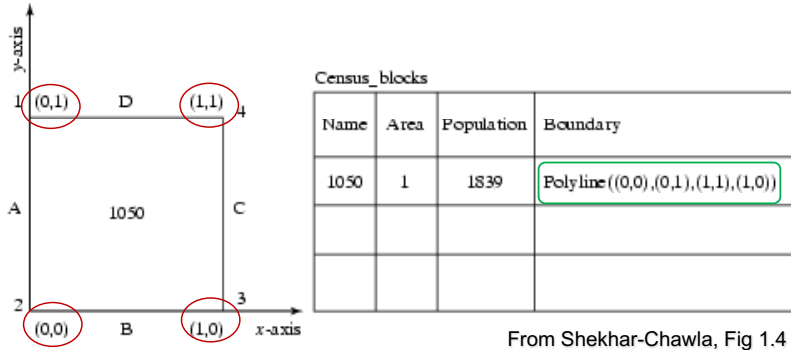 y-axis
1 (0,1) D (1,1) 4
A 1050 C
2 3
(0,0) B (1,0) x-axis
Census_blocks
Name Area Population Boundary
1050 1 1839 Polyline((0,0),(0,1),(1,1),(1,0))
From Shekhar-Chawla, Fig 1.4